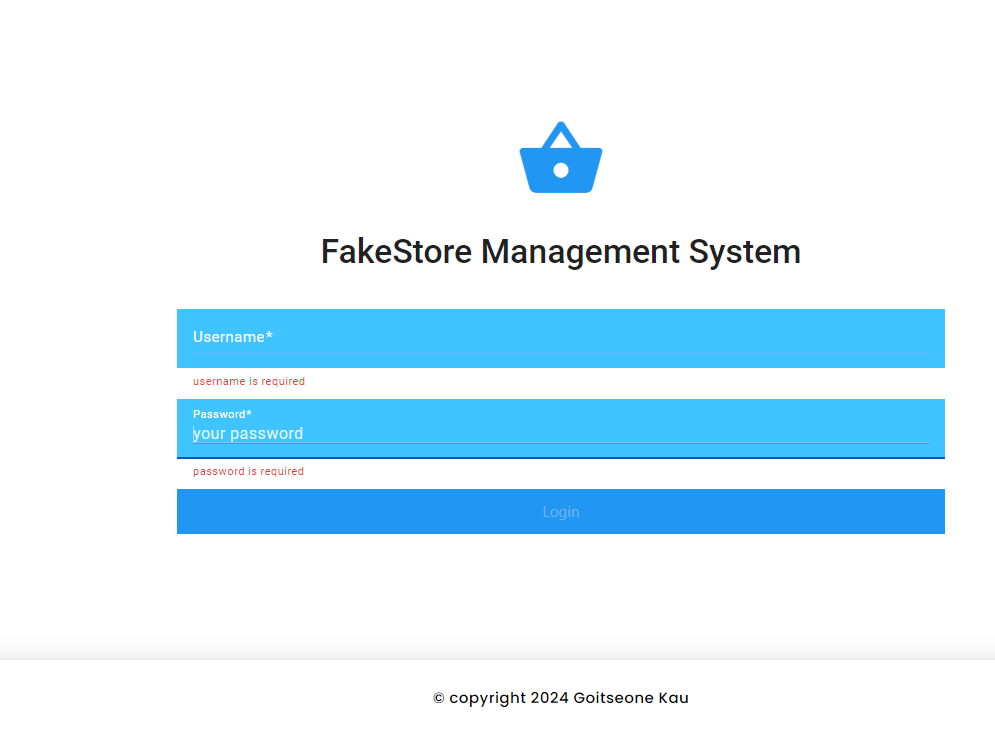 FakeStore Management System
Username*
username is required
Password*
your password
password is required
Login
© copyright 2024 Goitseone Kau